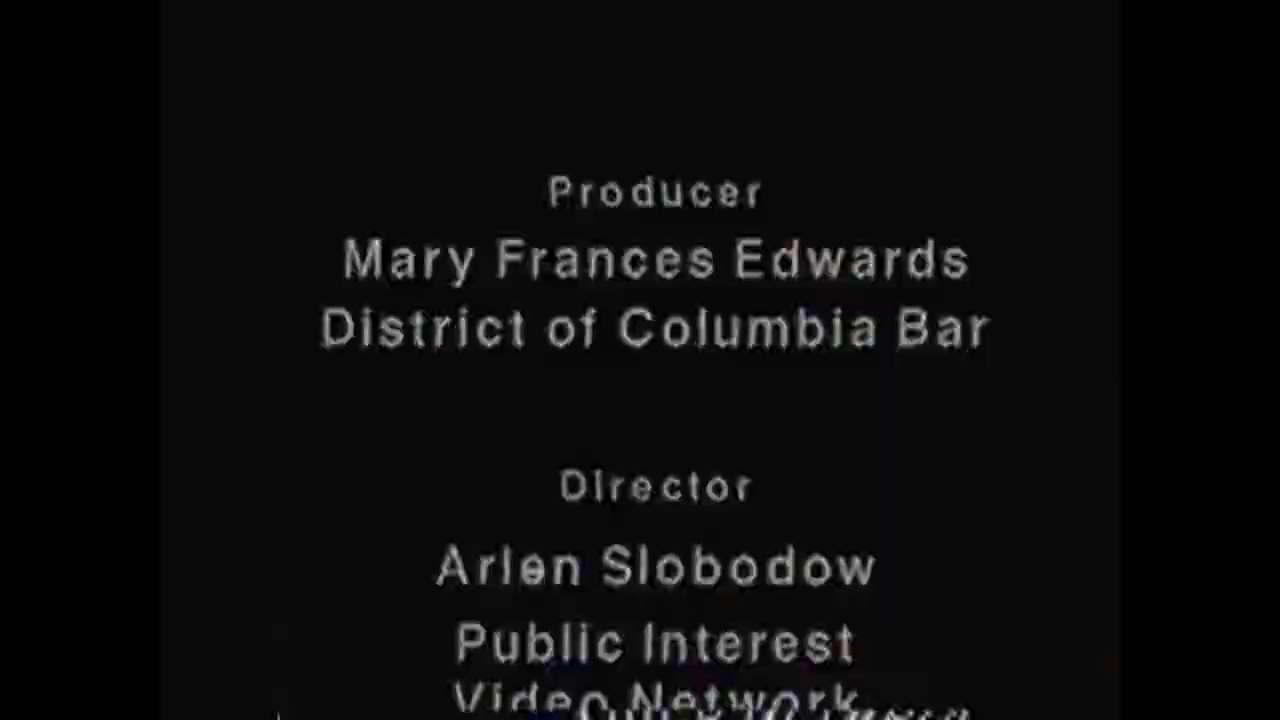 Producer
Mary Frances Edwards
District of Columbia Bar
Director
Arlen Slobodow
Public Interest
Video Network